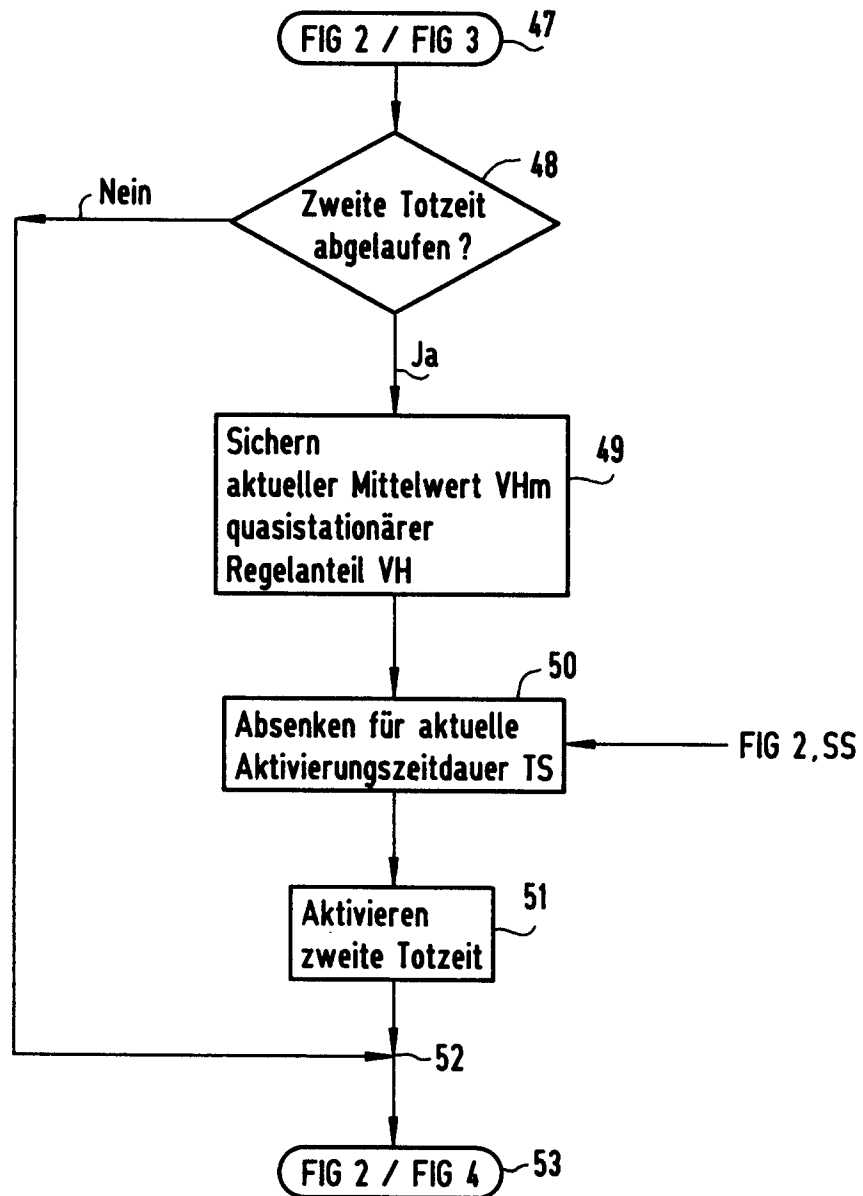 FIG 2 / FIG 3
47
48
Nein
Zweite Totzeit
abgelaufen ?
Ja
Sichern
aktueller Mittelwert VHm
quasistationärer
Regelanteil VH
49
50
Absenken für aktuelle
Aktivierungszeitdauer TS
FIG 2, SS
51
Aktivieren
zweite Totzeit
52
FIG 2 / FIG 4
53